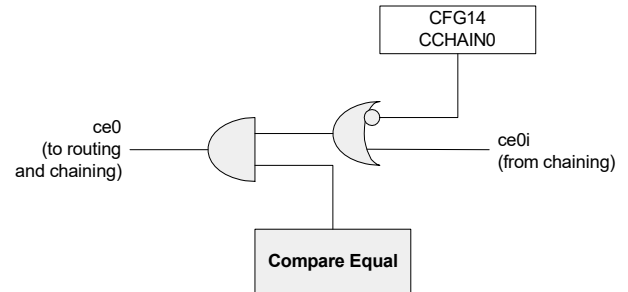 CFG14
CCHAIN0
ce0
(to routing
and chaining)
ce0i
(from chaining)
Compare Equal